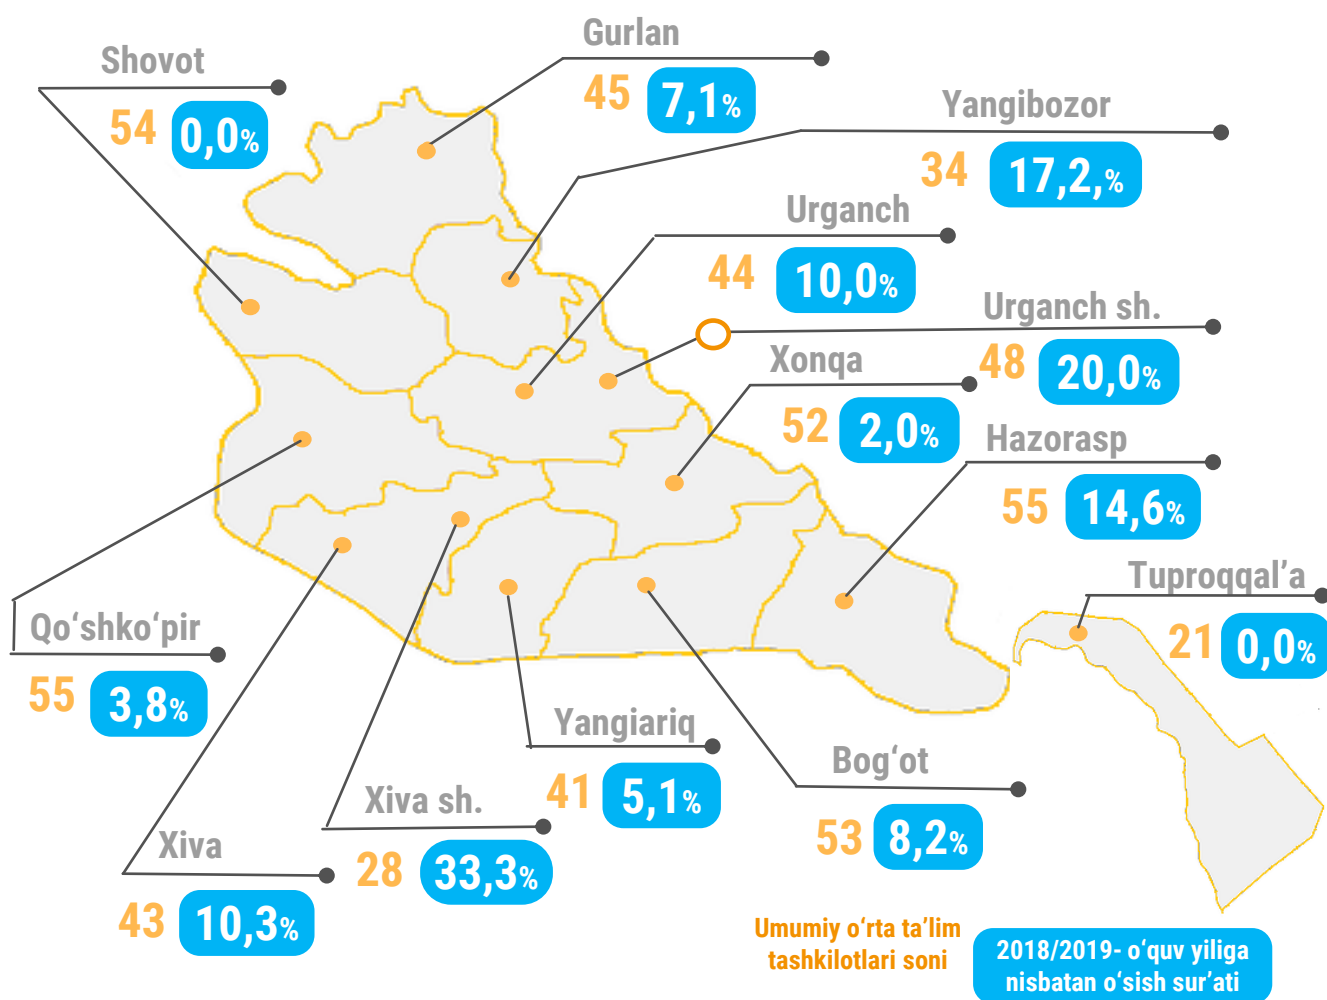 Gurlan
45 7,1%
Shovot
54 0,0%
Yangibozor
34 17,2,%
Urganch
44 10,0%
Urganch sh.
48 20,0%
Xonqa
52 2,0%
Hazorasp
55 14,6%
Tuproqqal’a
21 0,0%
Qo‘shko‘pir
55 3,8%
Yangiariq
41 5,1%
Bog‘ot
53 8,2%
Xiva sh.
28 33,3%
Xiva
43 10,3%
Umumiy o‘rta ta’lim
tashkilotlari soni
2018/2019- o‘quv yiliga
nisbatan o‘sish sur’ati